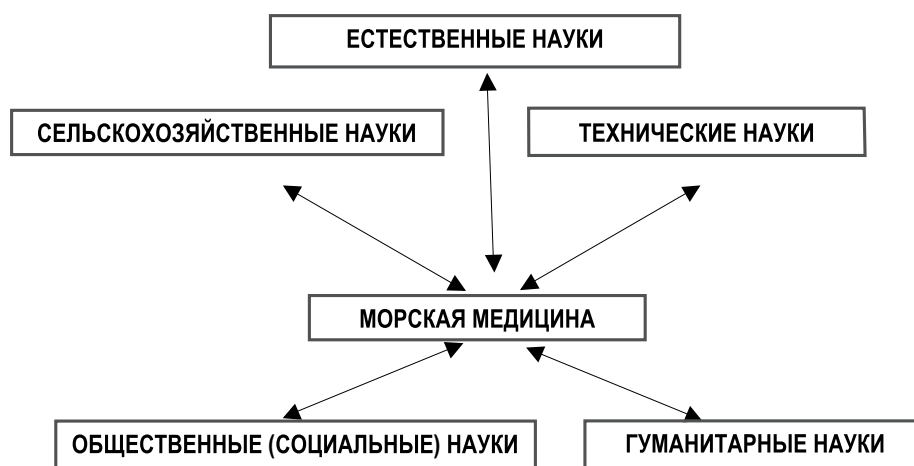 ЕСТЕСТВЕННЫЕ НАУКИ
СЕЛЬСКОХОЗЯЙСТВЕННЫЕ НАУКИ
ТЕХНИЧЕСКИЕ НАУКИ
МОРСКАЯ МЕДИЦИНА
ОБЩЕСТВЕННЫЕ (СОЦИАЛЬНЫЕ) НАУКИ
ГУМАНИТАРНЫЕ НАУКИ